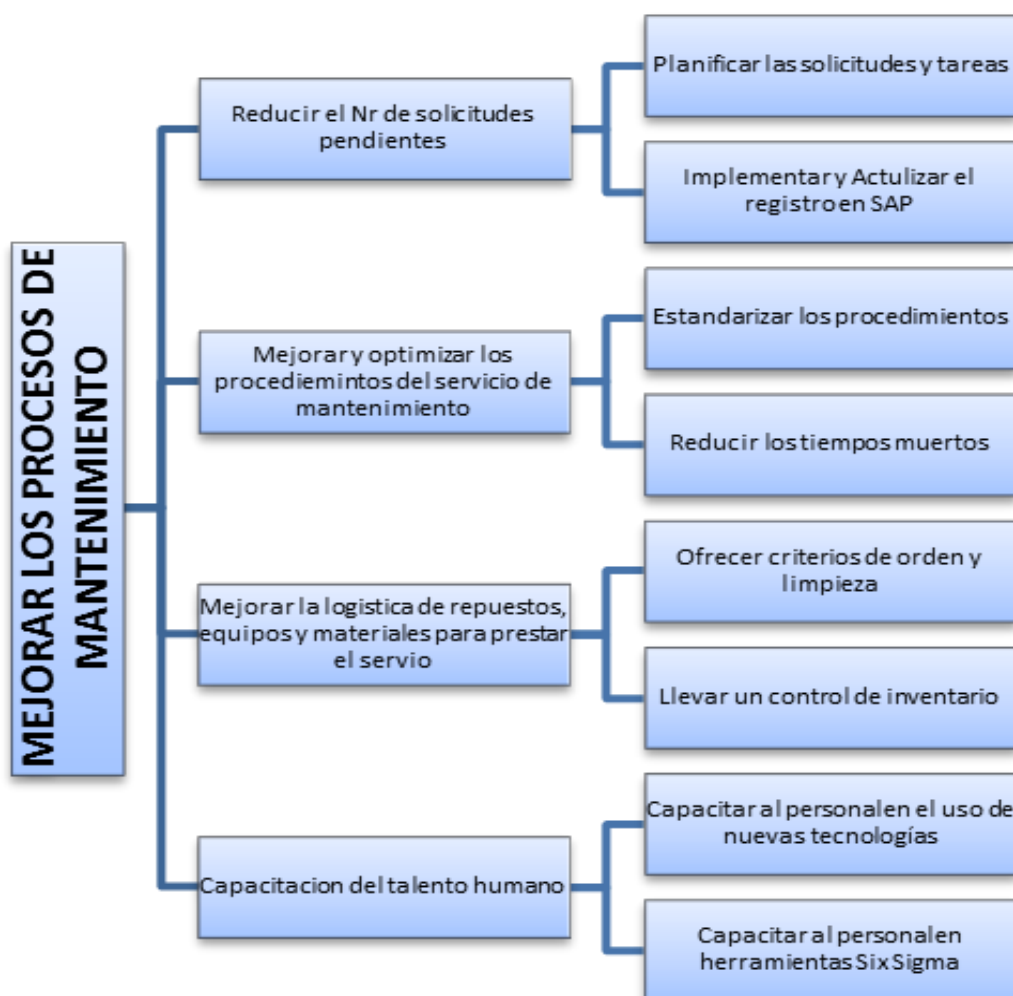 MEJORAR LOS PROCESOS DE
MANTENIMIENTO
Reducir el Nr de solicitudes
pendientes
Planificar las solicitudes y tareas
Implementar y Actulizar el
registro en SAP
Mejorar y optimizar los
procediemintos del servicio de
mantenimiento
Estandarizar los procedimientos
Reducir los tiempos muertos
Mejorar la logistica de repuestos,
equipos y materiales para prestar
el servio
Ofrecer criterios de orden y
limpieza
Llevar un control de inventario
Capacitacion del talento humano
Capacitar al personal en el uso de
nuevas tecnologías
Capacitar al personal en
herramientas Six Sigma